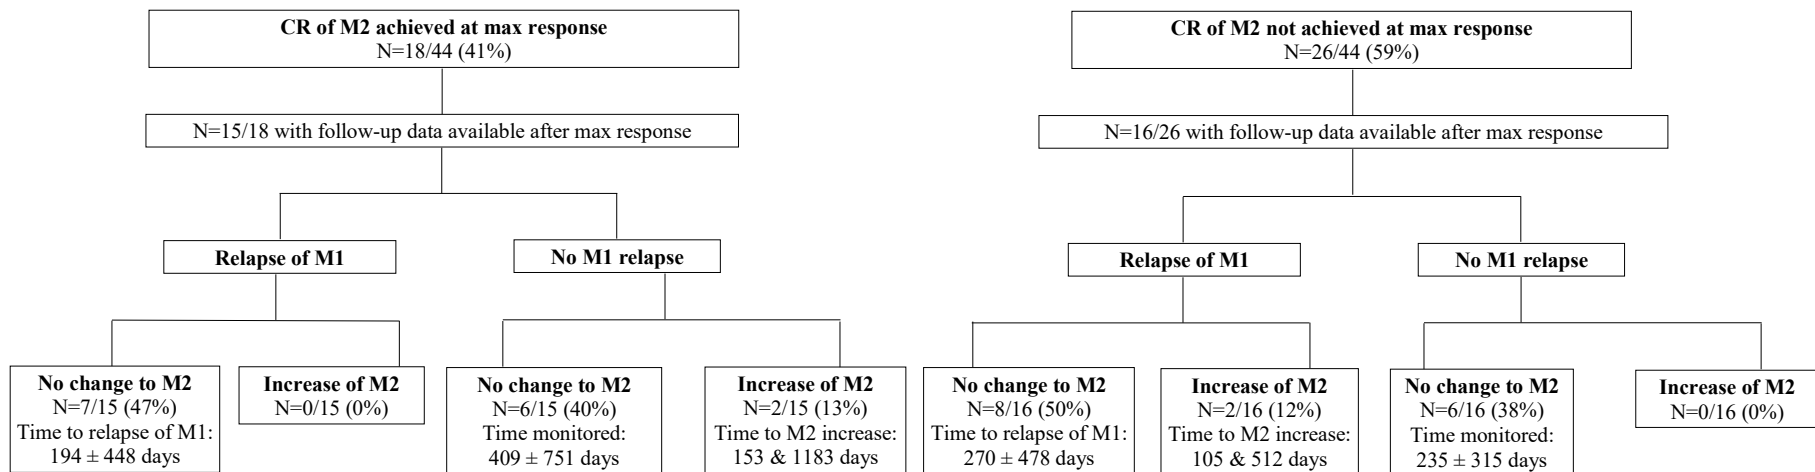 CR of M2 achieved at max response
N=18/44 (41%)
N=15/18 with follow-up data available after max response
Relapse of M1
No M1 relapse
No change to M2
N=7/15 (47%)
Time to relapse of M1:
194 ± 448 days
Increase of M2
N=0/15 (0%)
No change to M2
N=6/15 (40%)
Time monitored:
409 ± 751 days
Increase of M2
N=2/15 (13%)
Time to M2 increase:
153 & 1183 days
CR of M2 not achieved at max response
N=26/44 (59%)
N=16/26 with follow-up data available after max response
Relapse of M1
No M1 relapse
No change to M2
N=8/16 (50%)
Time to relapse of M1:
270 ± 478 days
Increase of M2
N=2/16 (12%)
Time to M2 increase:
105 & 512 days
No change to M2
N=6/16 (38%)
Time monitored:
235 ± 315 days
Increase of M2
N=0/16 (0%)